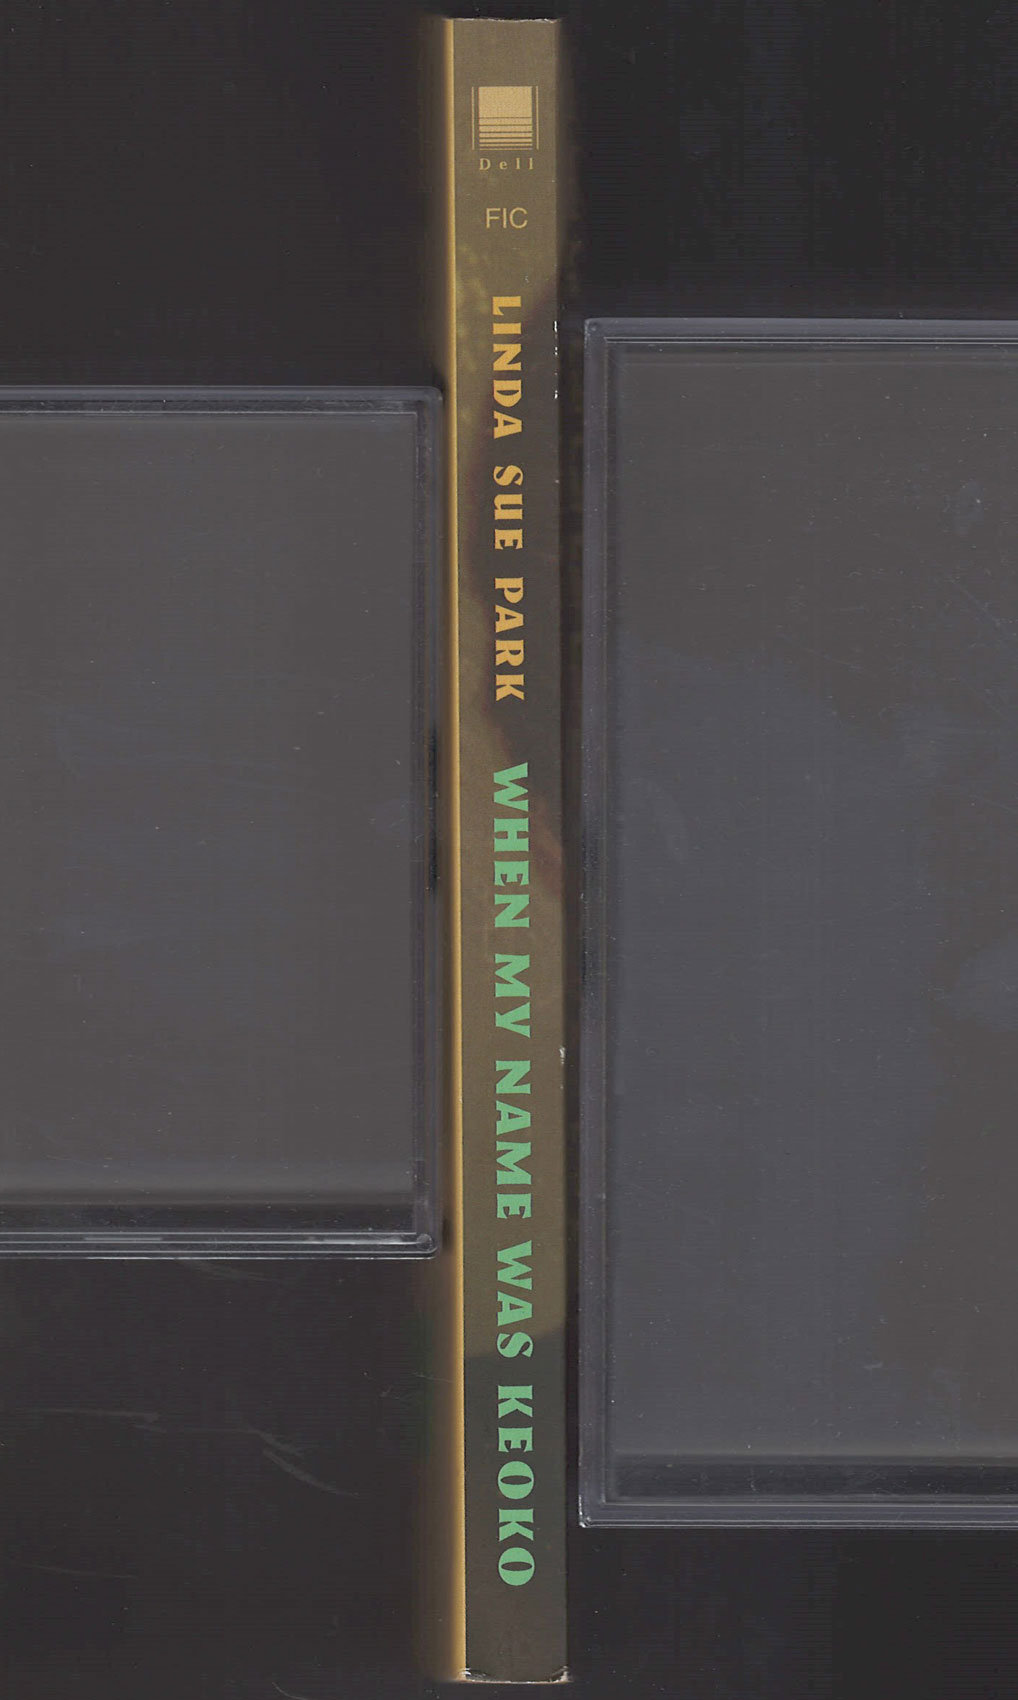 Dell
FIC
LINDA SUE PARK WHEN MY NAME WAS KEOKO